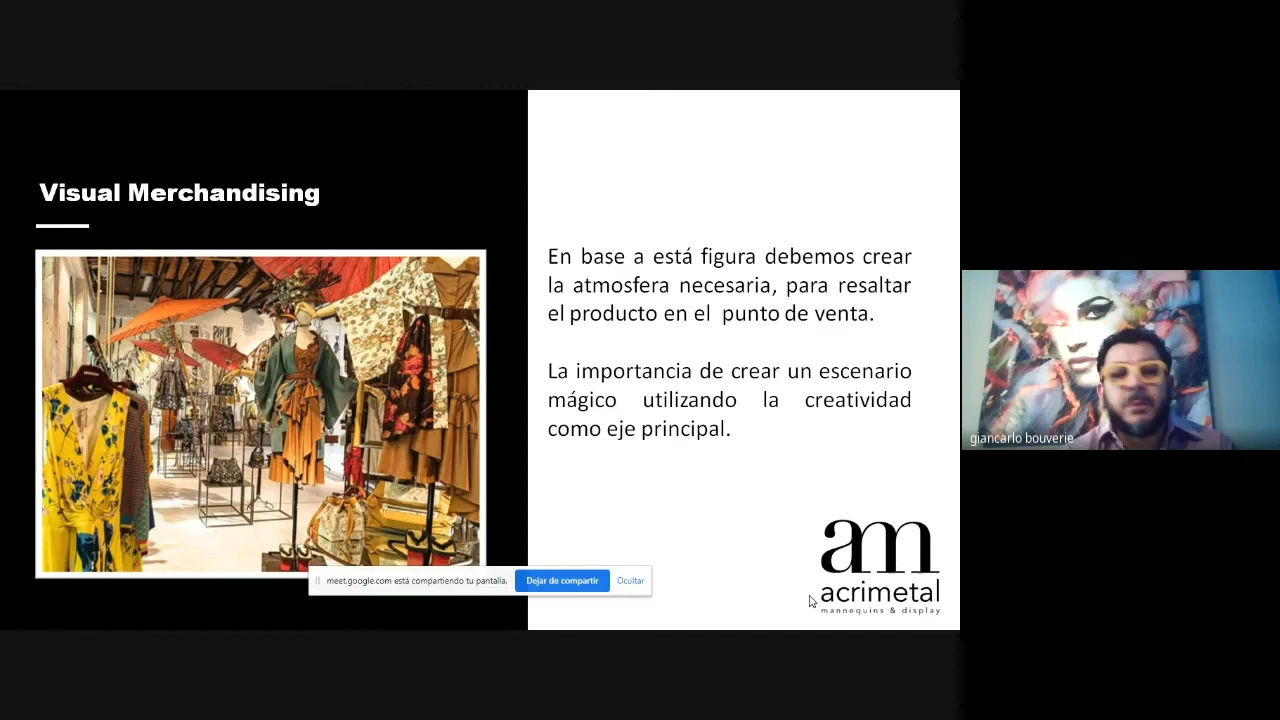 Visual Merchandising
En base a está figura debemos crear
la atmosfera necesaria, para resaltar
el producto en el punto de venta.
La importancia de crear un escenario
mágico utilizando la creatividad
como eje principal.
giancarlo bouverie
am
acrimetal
mannequins & display
meet.google.com está compartiendo tu pantalla.
Dejar de compartir
Ocultar